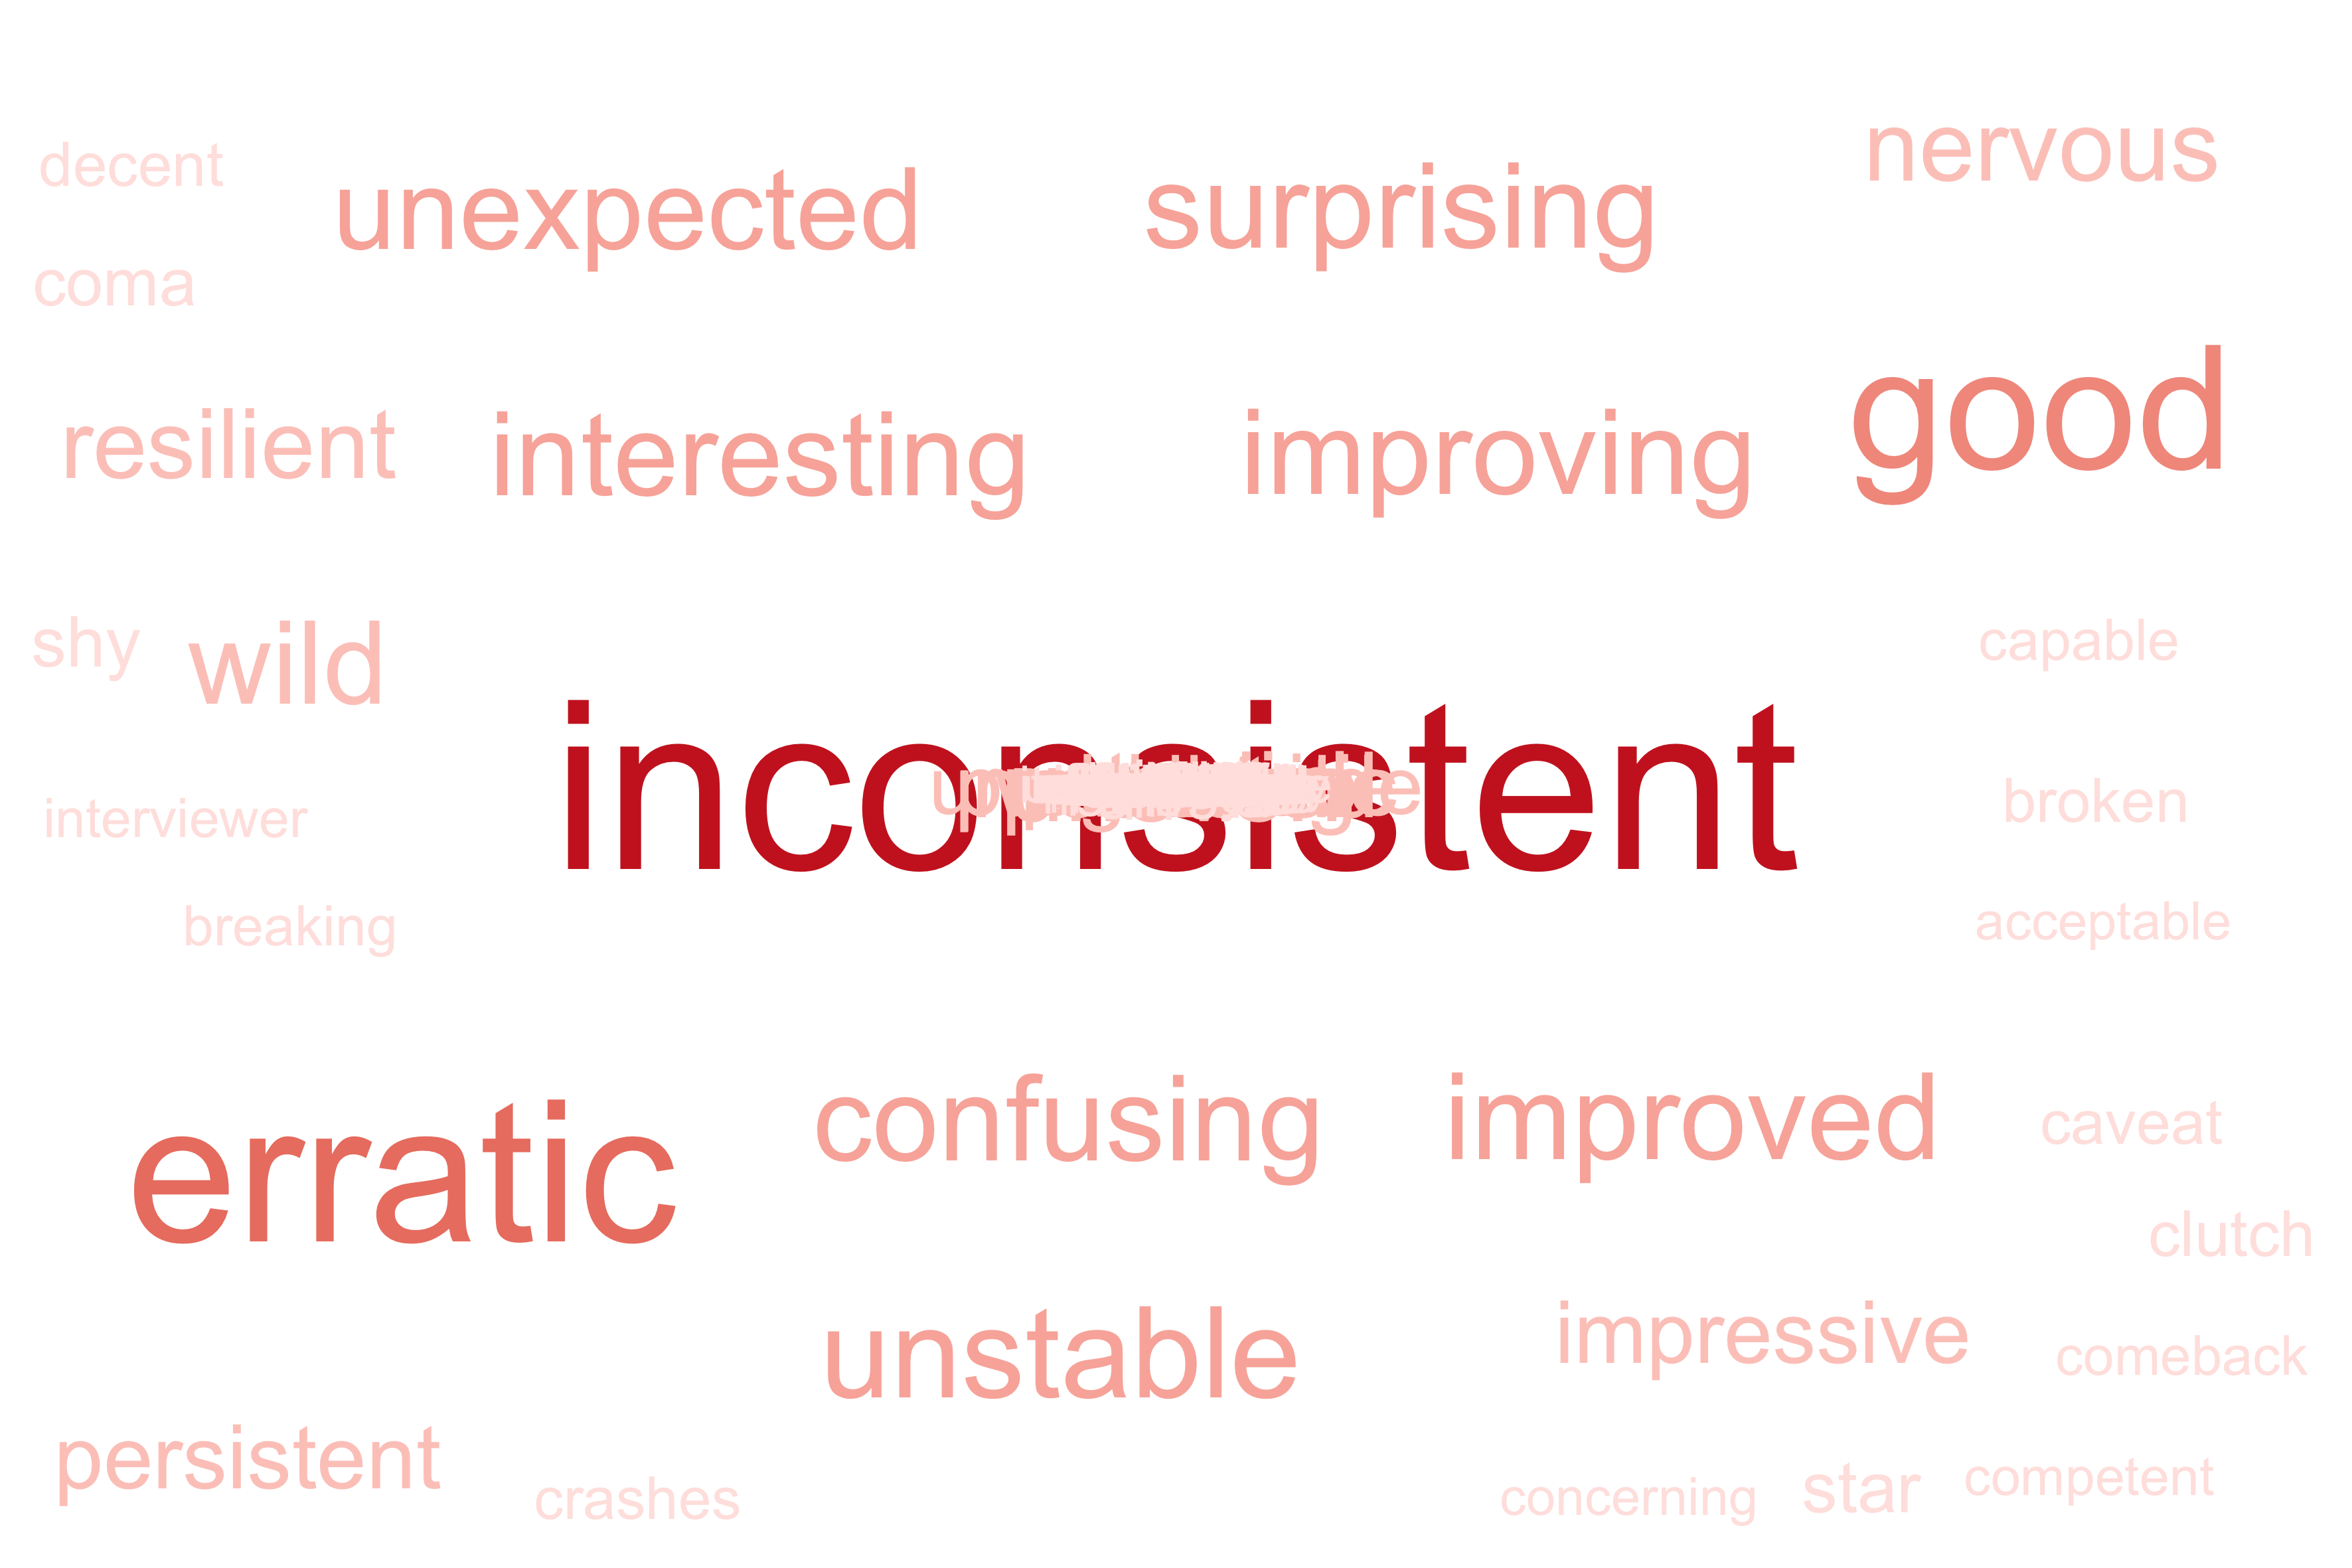 decent
unexpected
surprising
nervous
coma
resilient
interesting
improving
good
shy
wild
capable
inconsistent
interviewer
broken
breaking
acceptable
erratic
confusing
improved
caveat
clutch
unstable
impressive
comeback
persistent
crashes
concerning
star
competent